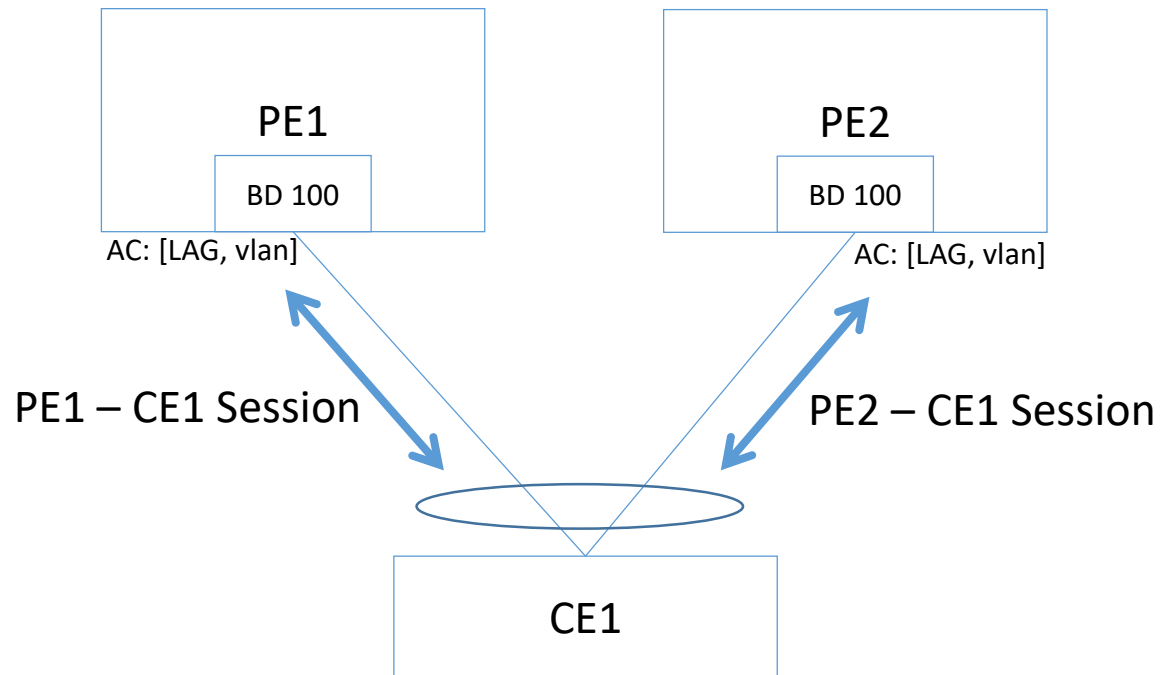 PE1
PE2
BD 100
BD 100
AC: [LAG, vlan]
AC: [LAG, vlan]
PE1 – CE1 Session
PE2 – CE1 Session
CE1